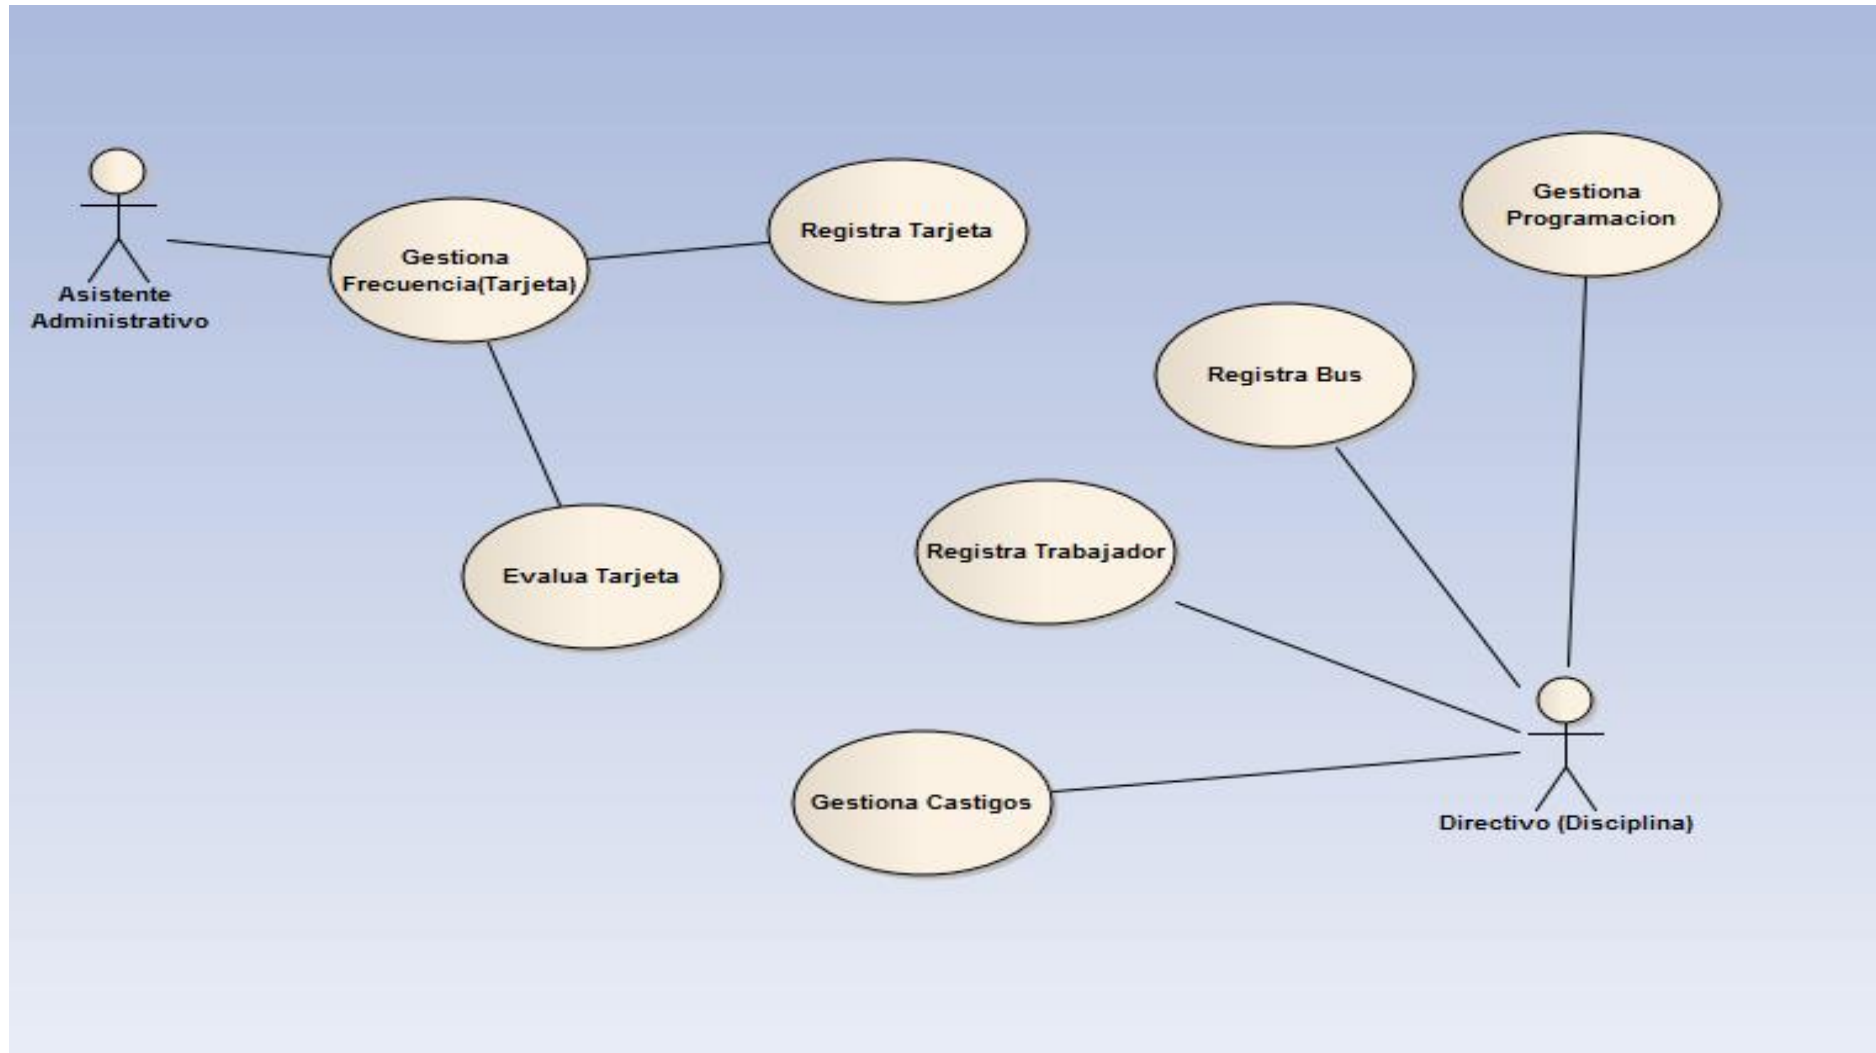 Asistente
Administrativo
Gestiona
Frecuencia(Tarjeta)
Registra Tarjeta
Evalua Tarjeta
Gestiona
Programacion
Registra Bus
Registra Trabajador
Gestiona Castigos
Directivo (Disciplina)